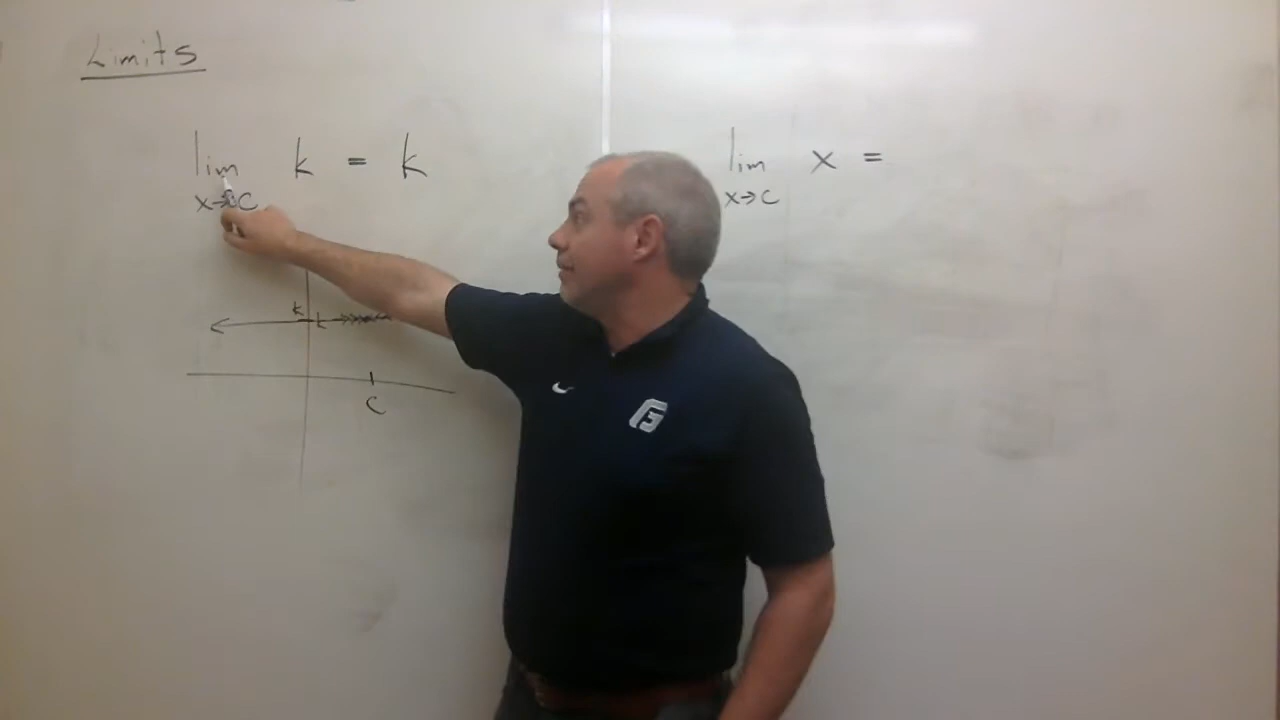 Limits
lim k = k
x→c
lim x =
x→c
k
k
c